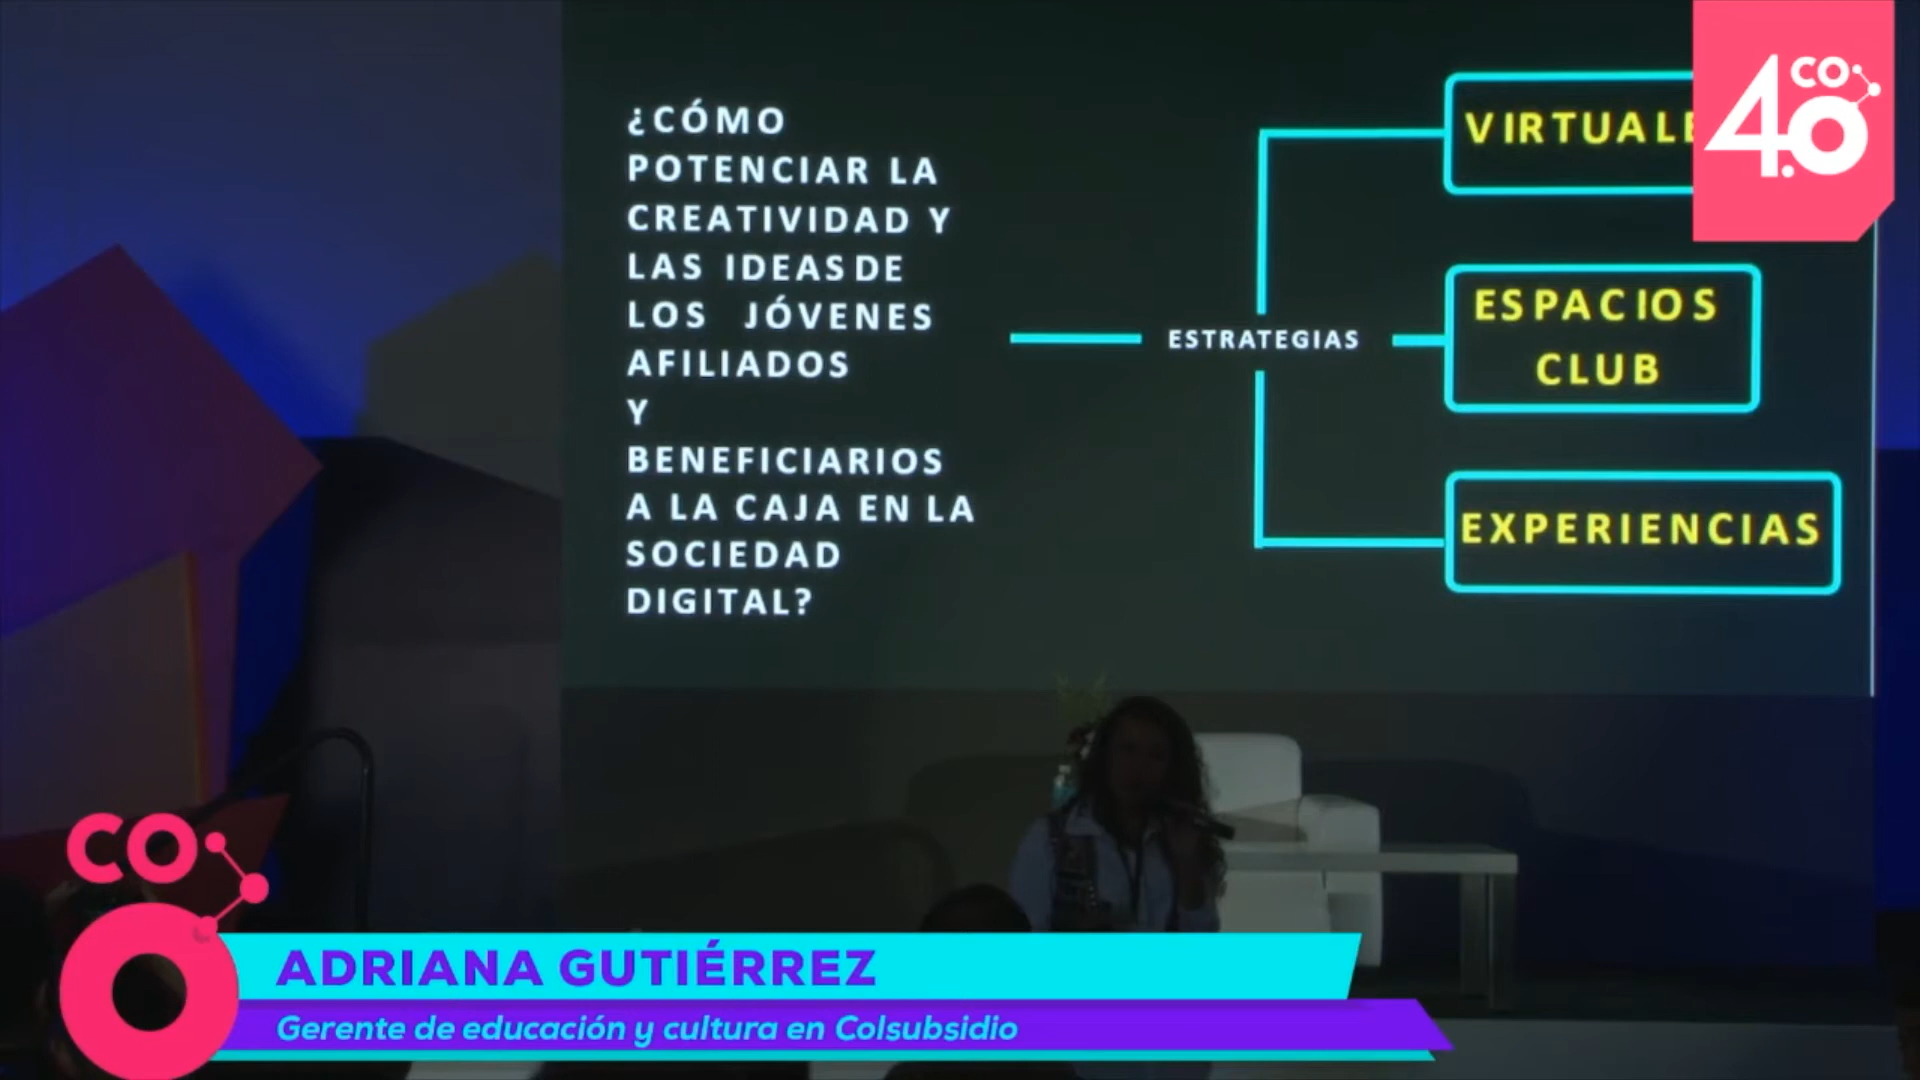 ¿CÓMO
POTENCIAR LA
CREATIVIDAD Y
LAS IDEAS DE
LOS JÓVENES
AFILIADOS
Y
BENEFICIARIOS
A LA CAJA EN LA
SOCIEDAD
DIGITAL?
ESTRATEGIAS
VIRTUALE
ESPACIOS
CLUB
EXPERIENCIAS
CO
4.0
CO
ADRIANA GUTIÉRREZ
Gerente de educación y cultura en Colsubsidio